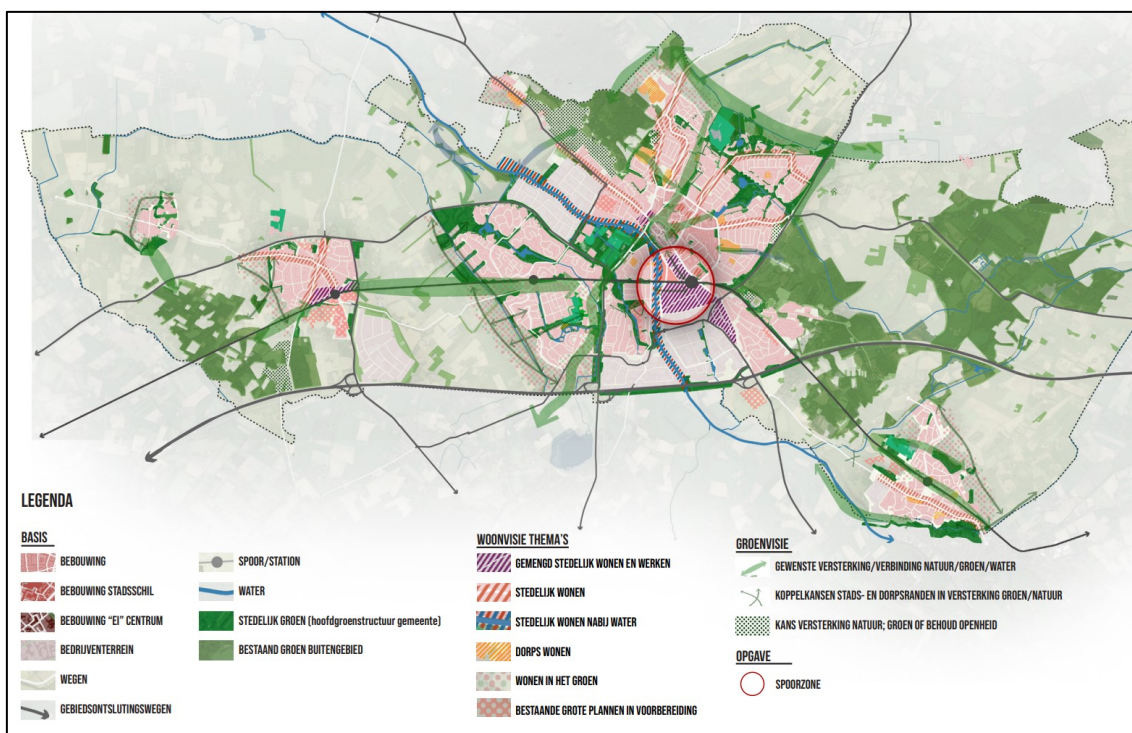 LEGENDA
BASIS
BEBOUWING
BEBOUWING STADSSCHIL
BEBOUWING "EI" CENTRUM
BEDRIJVENTERREIN
WEGEN
GEBIEDSONTSLUTINGSWEGEN
SPOOR/STATION
WATER
STEDELIJK GROEN (hoofdgroenstructuur gemeente)
BESTAAND GROEN BUITENGEBIED
WOONVISIE THEMA'S
GEMENGD STEDELIJK WONEN EN WERKEN
STEDELIJK WONEN
STEDELIJK WONEN NABIJ WATER
DORPS WONEN
WONEN IN HET GROEN
BESTAANDE GROTE PLANNEN IN VOORBEREIDING
GROENVISIE
GEWENSTE VERSTERKING/VERBINDING NATUUR/GROEN/WATER
KOPPELKANSEN STADS- EN DORPSRANDEN IN VERSTERKING GROEN/NATUUR
KANS VERSTERKING NATUUR; GROEN OF BEHOUD OPENHEID
OPGAVE
SPOORZONE